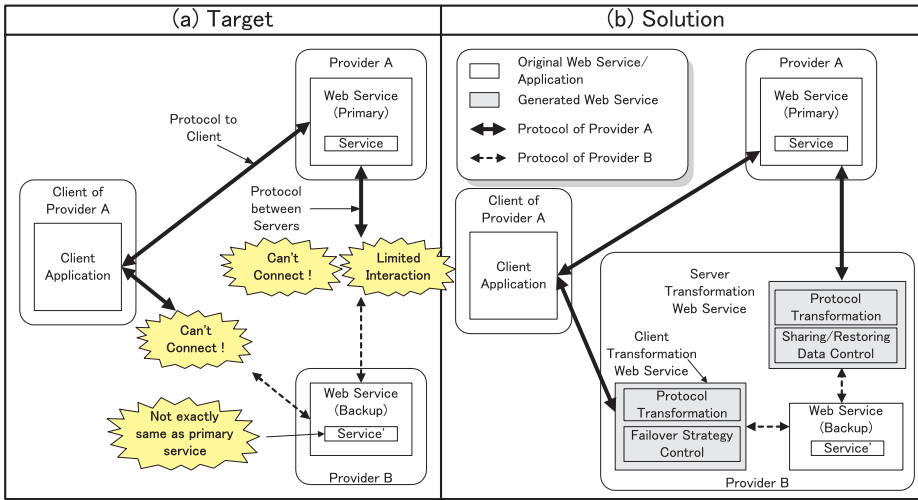 (a) Target
Provider A
Web Service
(Primary)
Service
Protocol to
Client
Protocol
between
Servers
Client of
Provider A
Client
Application
Can't
Connect !
Limited
Interaction
Can't
Connect !
Not exactly
same as primary
service
Web Service
(Backup)
Service'
Provider B
(b) Solution
Original Web Service/
Application
Generated Web Service
Protocol of Provider A
Protocol of Provider B
Provider A
Web Service
(Primary)
Service
Client of
Provider A
Client
Application
Server
Transformation
Web Service
Protocol
Transformation
Sharing/Restoring
Data Control
Client
Transformation
Web Service
Protocol
Transformation
Failover Strategy
Control
Web Service
(Backup)
Service'
Provider B